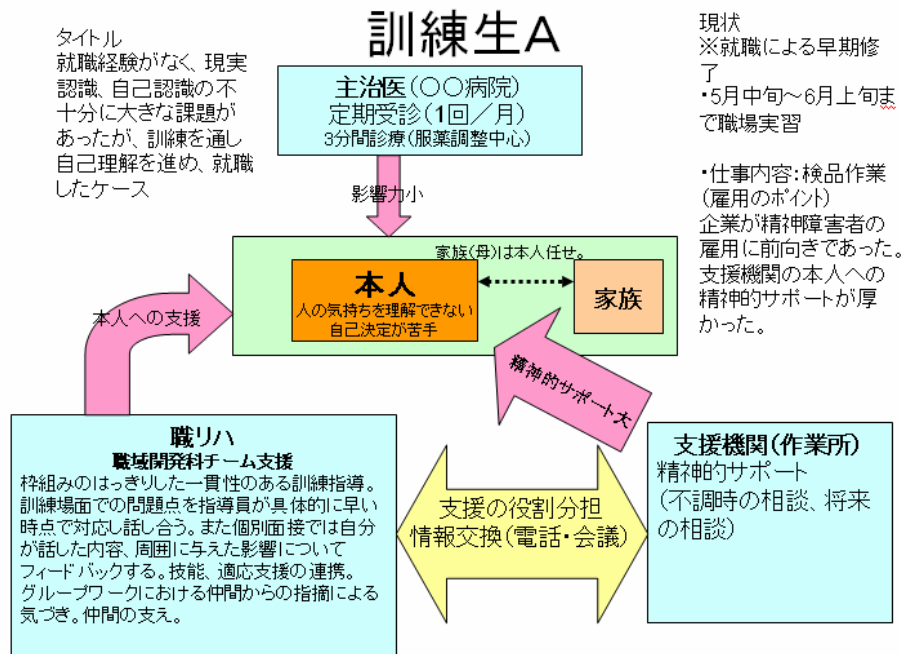 訓練生A
タイトル
就職経験がなく、現実
認識、自己認識の不
十分に大きな課題が
あったが、訓練を通し
自己理解を進め、就職
したケース
主治医(〇〇病院)
定期受診(1回/月)
3分間診療(服薬調整中心)
現状
※就職による早期修
了
・5月中旬～6月上旬ま
で職場実習
・仕事内容:検品作業
(雇用のポイント)
企業が精神障害者の
雇用に前向きであった。
支援機関の本人への
精神的サポートが厚
かった。
影響力小
家族(母)は本人任せ。
本人
人の気持ちを理解できない
自己決定が苦手
家族
本人への支援
精神的サポート大
職リハ
職域開発科チーム支援
枠組みのはっきりした一貫性のある訓練指導。
訓練場面での問題点を指導員が具体的に早い
時点で対応し話し合う。また個別面接では自分
が話した内容、周囲に与えた影響について
フィードバックする。技能、適応支援の連携。
グループワークにおける仲間からの指摘による
気づき。仲間の支え。
支援の役割分担
情報交換(電話・会議)
支援機関(作業所)
精神的サポート
(不調時の相談、将来
の相談)